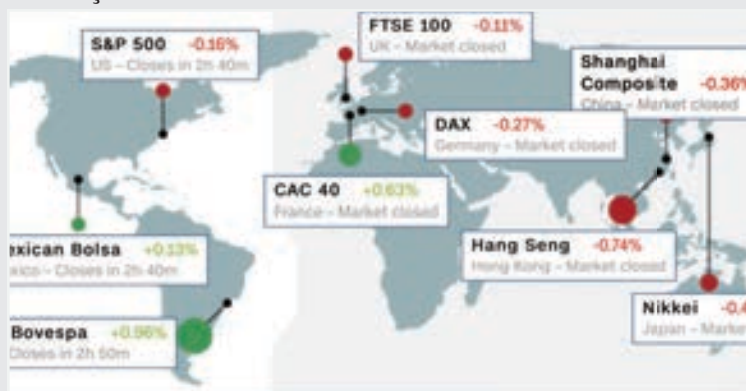 S&P 500 -0.16%
US - Closes in 2h 40m
FTSE 100 -0.11%
UK - Market closed
Shanghai
Composite -0.36%
China - Market closed
DAX -0.27%
Germany - Market closed
CAC 40 +0.63%
France - Market closed
exican Bolsa +0.13%
exico - Closes in 2h 40m
Hang Seng -0.74%
Hong Kong - Market closed
Bovespa +0.96%
Closes in 2h 50m
Nikkei -0.4
Japan - Market